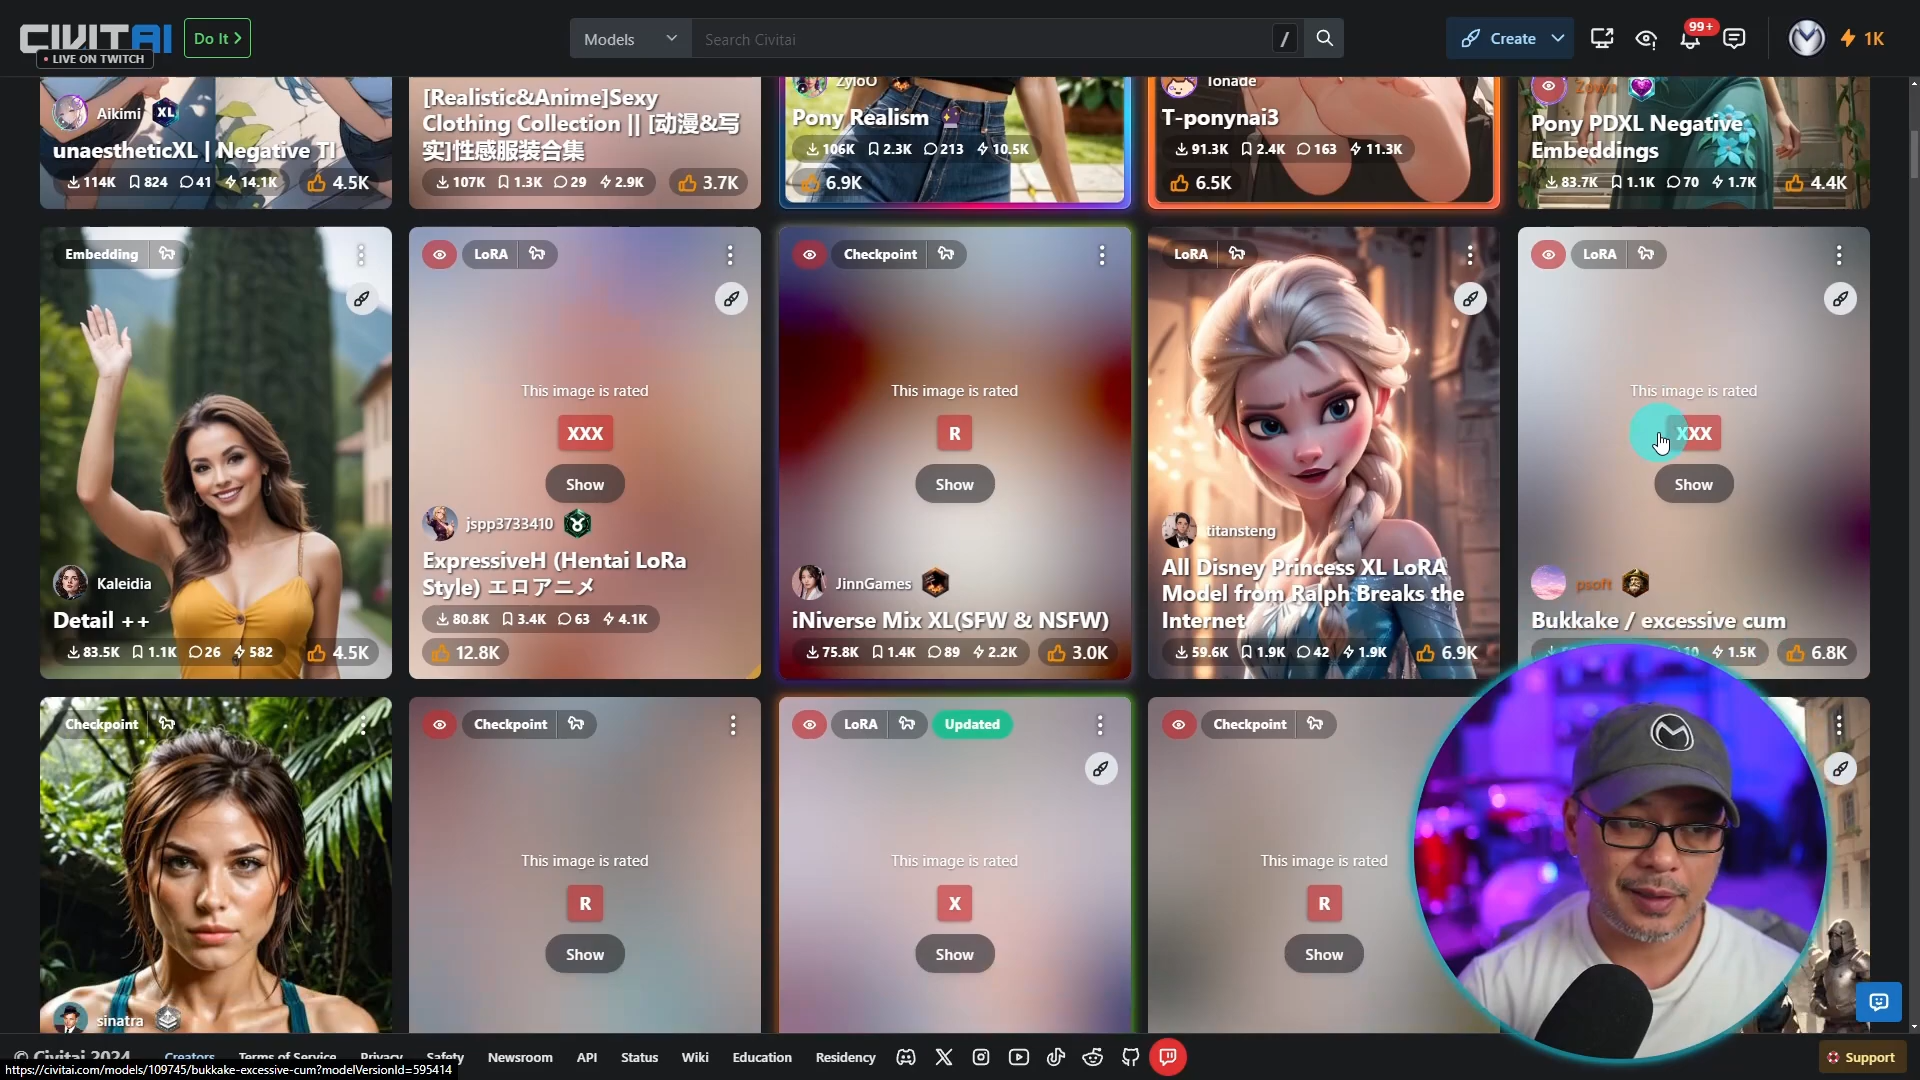 CIVITAI
• LIVE ON TWITCH
Do It >
Models
Search Civitai
/
Create
99+
1K
Aikimi
XL
unaestheticXL | Negative TI
114K 824 41 14.1K
4.5K
[Realistic&Anime]Sexy
Clothing Collection || [动漫&写
实]性感服装合集
107K 1.3K 29 2.9K
3.7K
ZyloO
Pony Realism
106K 2.3K 213 10.5K
6.9K
Tonade
T-ponynai3
91.3K 2.4K 163 11.3K
6.5K
Pony PDXL Negative
Embeddings
83.7K 1.1K 70 1.7K
4.4K
Embedding
Kaleidia
Detail ++
83.5K 1.1K 26 582
4.5K
LoRA
This image is rated
XXX
Show
jspp3733410
ExpressiveH (Hentai LoRa
Style) エロアニメ
80.8K 3.4K 63 4.1K
12.8K
Checkpoint
This image is rated
R
Show
JinnGames
iNiverse Mix XL(SFW & NSFW)
75.8K 1.4K 89 2.2K
3.0K
LoRA
titansteng
All Disney Princess XL LoRA
Model from Ralph Breaks the
Internet
59.6K 1.9K 42 1.9K
6.9K
LoRA
This image is rated
XXX
Show
psoft
Bukkake / excessive cum
1.5K
6.8K
Checkpoint
sinatra
Checkpoint
This image is rated
R
Show
LoRA
Updated
This image is rated
X
Show
Checkpoint
This image is rated
R
Show
© Civitai 2024
Creators
Terms of Service
Privacy
Safety
Newsroom
API
Status
Wiki
Education
Residency
Support
https://civitai.com/models/109745/bukkake-excessive-cum?modelVersionId=595414